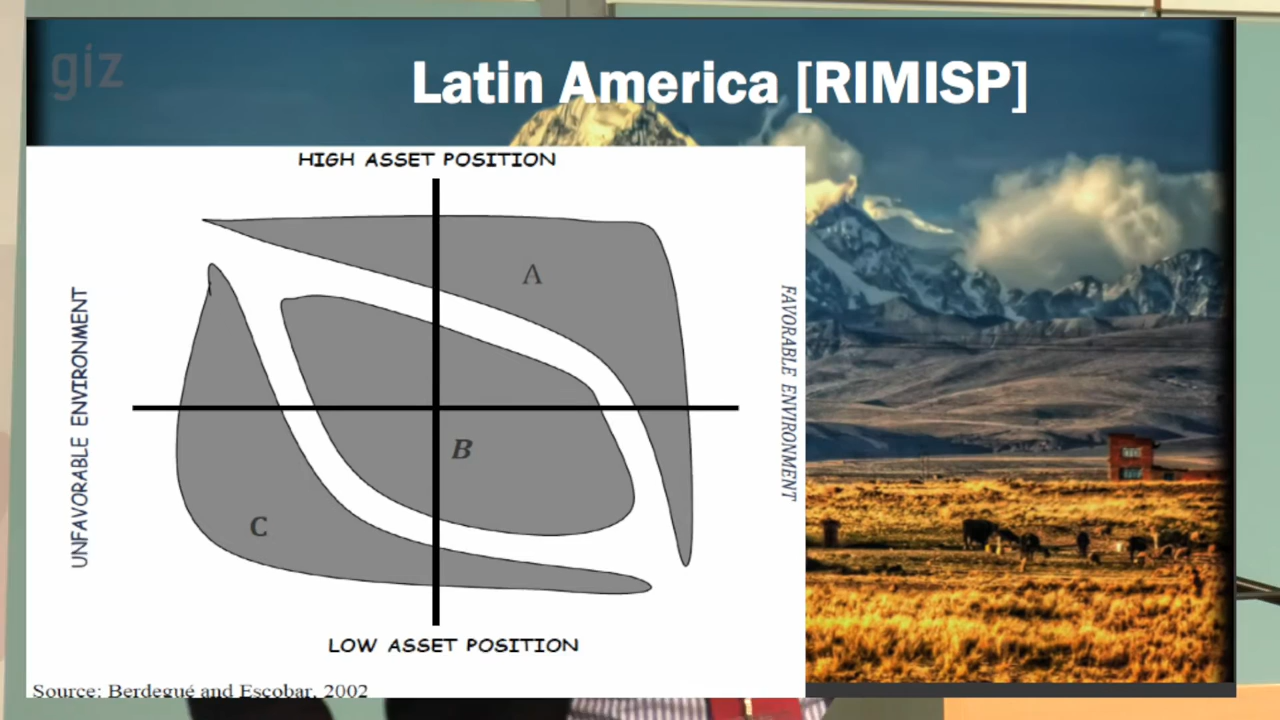 giz
Latin America [RIMISP]
HIGH ASSET POSITION
A
UNFAVORABLE ENVIRONMENT
FAVORABLE ENVIRONMENT
B
C
LOW ASSET POSITION
Source: Berdegué and Escobar, 2002